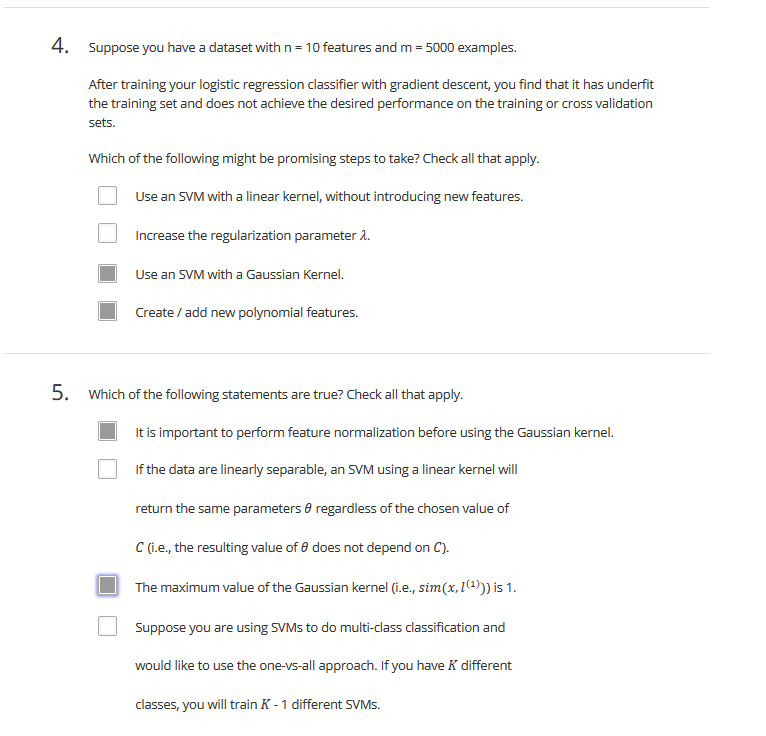 4. Suppose you have a dataset with n = 10 features and m = 5000 examples.
After training your logistic regression classifier with gradient descent, you find that it has underfit
the training set and does not achieve the desired performance on the training or cross validation
sets.
Which of the following might be promising steps to take? Check all that apply.
Use an SVM with a linear kernel, without introducing new features.
Increase the regularization parameter λ.
Use an SVM with a Gaussian Kernel.
Create / add new polynomial features.
5. Which of the following statements are true? Check all that apply.
It is important to perform feature normalization before using the Gaussian kernel.
If the data are linearly separable, an SVM using a linear kernel will
return the same parameters θ regardless of the chosen value of
C (i.e., the resulting value of θ does not depend on C).
The maximum value of the Gaussian kernel (i.e., sim(x, l⁽¹⁾)) is 1.
Suppose you are using SVMs to do multi-class classification and
would like to use the one-vs-all approach. If you have K different
classes, you will train K - 1 different SVMs.